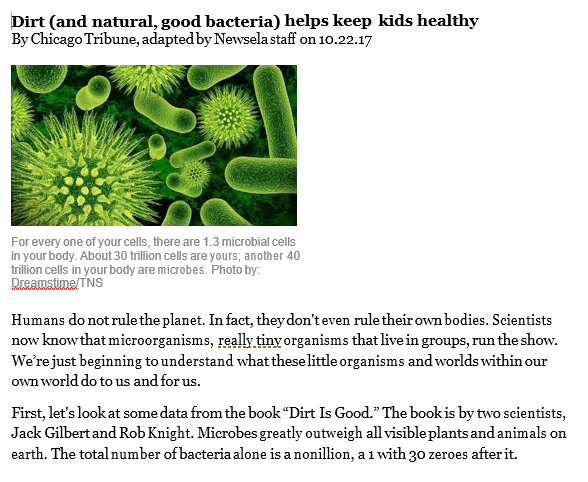 Dirt (and natural, good bacteria) helps keep kids healthy
By Chicago Tribune, adapted by Newsela staff on 10.22.17
For every one of your cells, there are 1.3 microbial cells
in your body. About 30 trillion cells are yours; another 40
trillion cells in your body are microbes. Photo by:
Dreamstime/TNS
Humans do not rule the planet. In fact, they don't even rule their own bodies. Scientists
now know that microorganisms, really tiny organisms that live in groups, run the show.
We’re just beginning to understand what these little organisms and worlds within our
own world do to us and for us.
First, let's look at some data from the book “Dirt Is Good.” The book is by two scientists,
Jack Gilbert and Rob Knight. Microbes greatly outweigh all visible plants and animals on
earth. The total number of bacteria alone is a nonillion, a 1 with 30 zeroes after it.